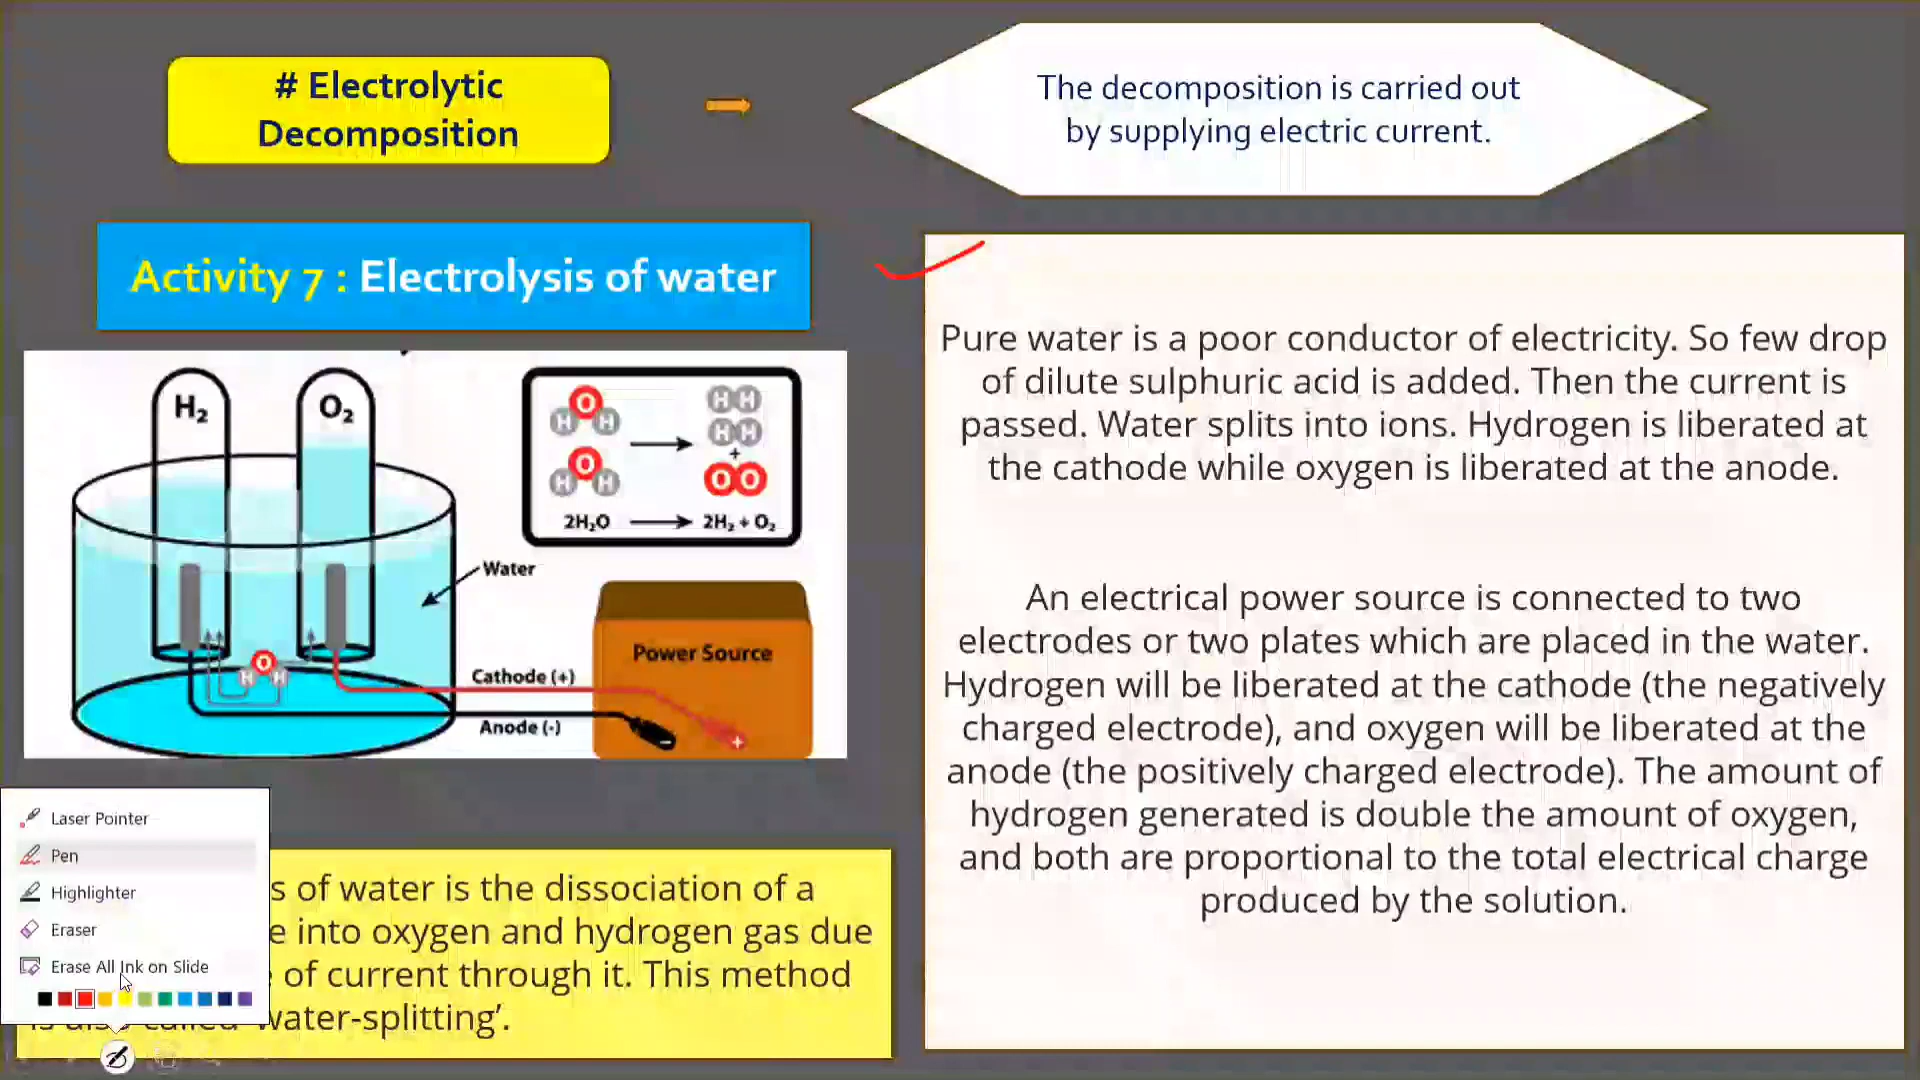 # Electrolytic
Decomposition
The decomposition is carried out
by supplying electric current.
Activity 7 : Electrolysis of water
Pure water is a poor conductor of electricity. So few drop
of dilute sulphuric acid is added. Then the current is
passed. Water splits into ions. Hydrogen is liberated at
the cathode while oxygen is liberated at the anode.
An electrical power source is connected to two
electrodes or two plates which are placed in the water.
Hydrogen will be liberated at the cathode (the negatively
charged electrode), and oxygen will be liberated at the
anode (the positively charged electrode). The amount of
hydrogen generated is double the amount of oxygen,
and both are proportional to the total electrical charge
produced by the solution.
H₂
O₂
O
H H
O
H H
H H
H H
+
O O
2H₂O 2H₂ + O₂
Water
O
H H
Power Source
Cathode (+)
Anode (-)
- +
Laser Pointer
Pen
Highlighter
Eraser
Erase All Ink on Slide
s of water is the dissociation of a
e into oxygen and hydrogen gas due
of current through it. This method
is also called 'water-splitting’.